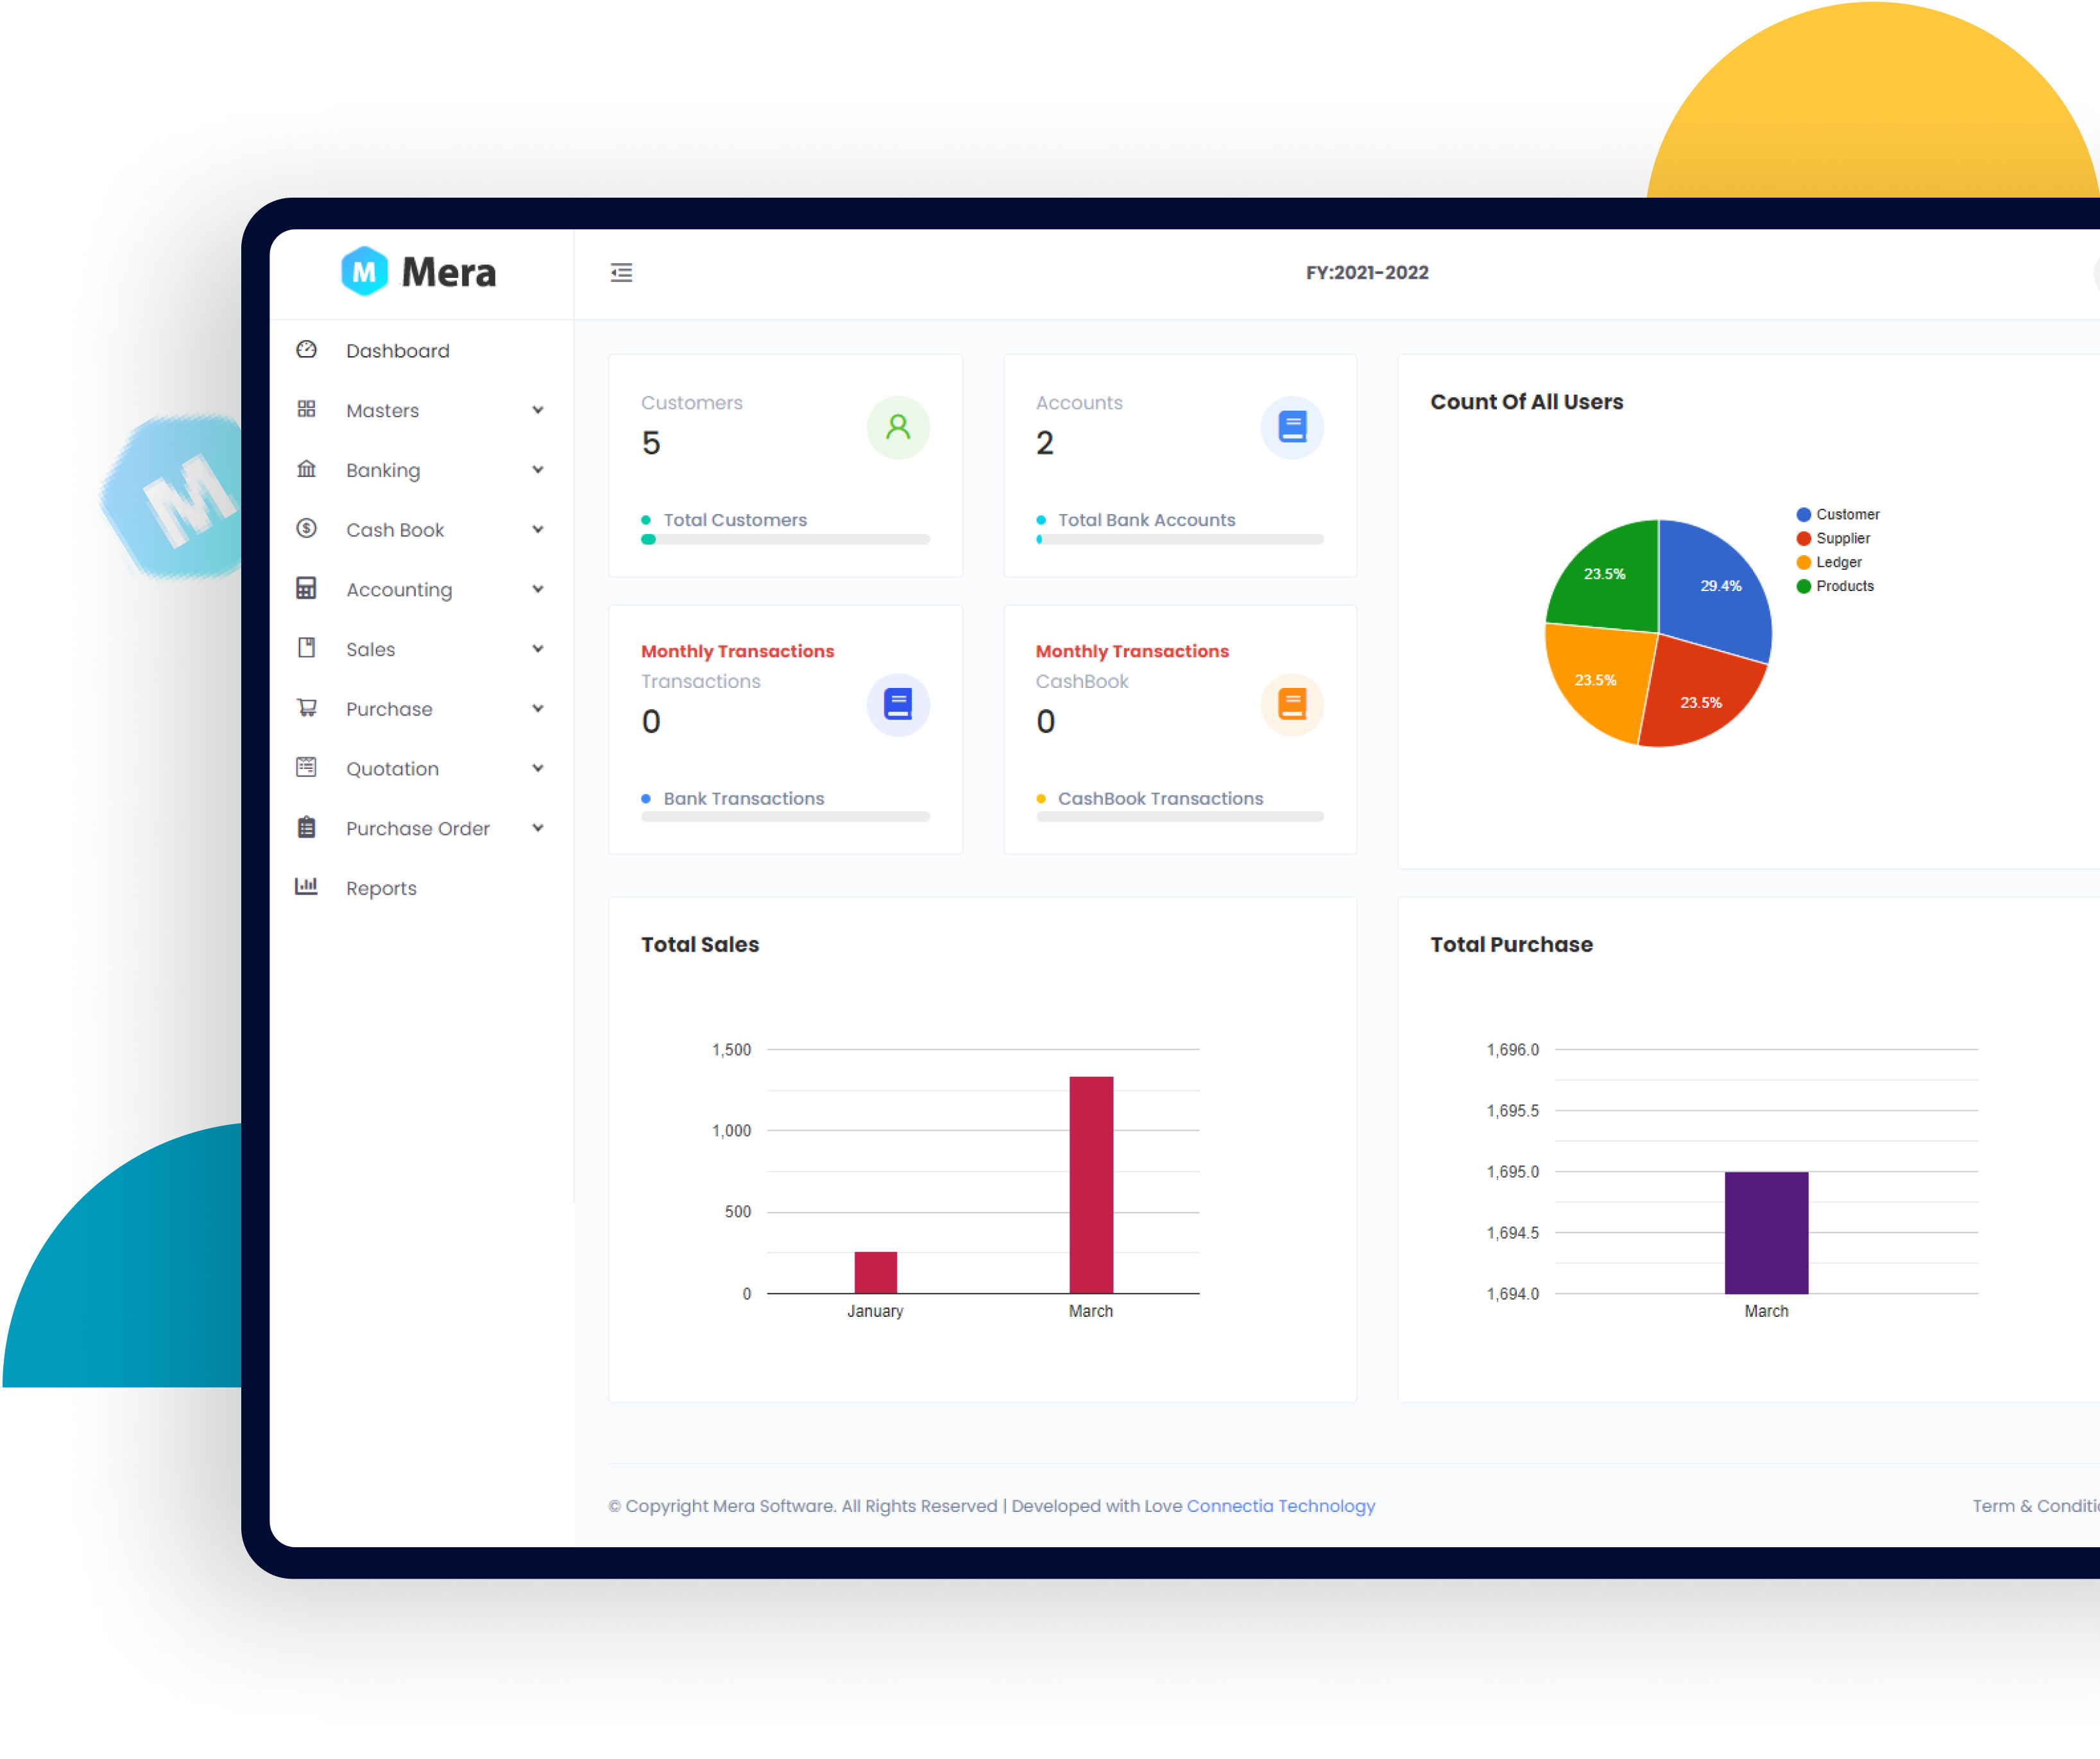 M Mera
FY:2021-2022
M
Dashboard
Masters
Banking
Cash Book
Accounting
Sales
Purchase
Quotation
Purchase Order
Reports
Customers
5
Total Customers
Accounts
2
Total Bank Accounts
Monthly Transactions
Transactions
0
Bank Transactions
Monthly Transactions
CashBook
0
CashBook Transactions
Count Of All Users
Customer
Supplier
Ledger
Products
23.5%
29.4%
23.5%
23.5%
Total Sales
1,500
1,000
500
0
January
March
Total Purchase
1,696.0
1,695.5
1,695.0
1,694.5
1,694.0
March
© Copyright Mera Software. All Rights Reserved | Developed with Love Connectia Technology
Term & Conditi